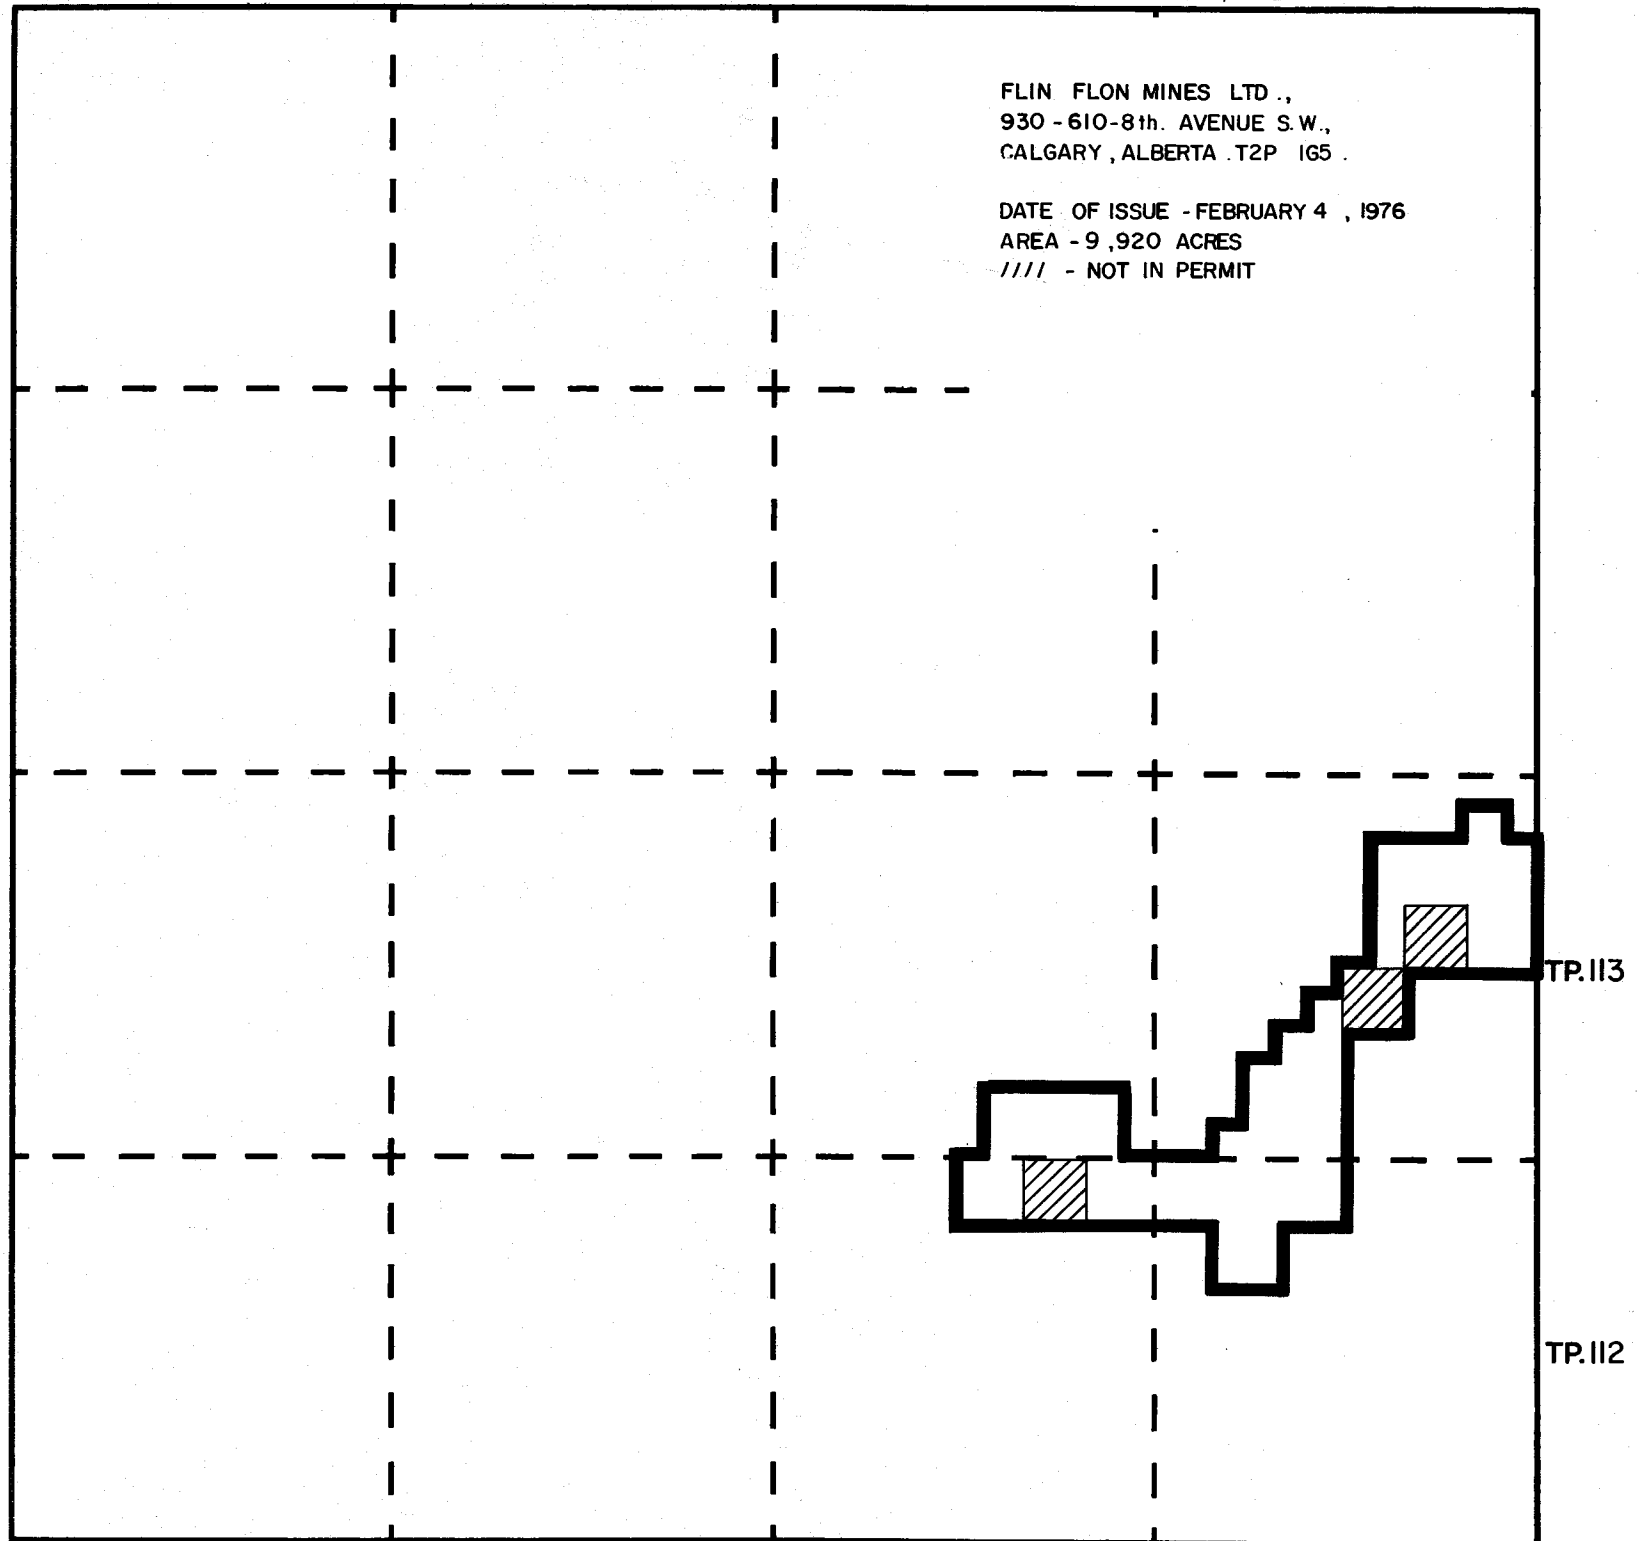 FLIN FLON MINES LTD.,
930-610-8th. AVENUE S.W.,
CALGARY, ALBERTA. T2P 1G5.
DATE OF ISSUE - FEBRUARY 4, 1976
AREA - 9,920 ACRES
//// - NOT IN PERMIT
TP.113
TP.112